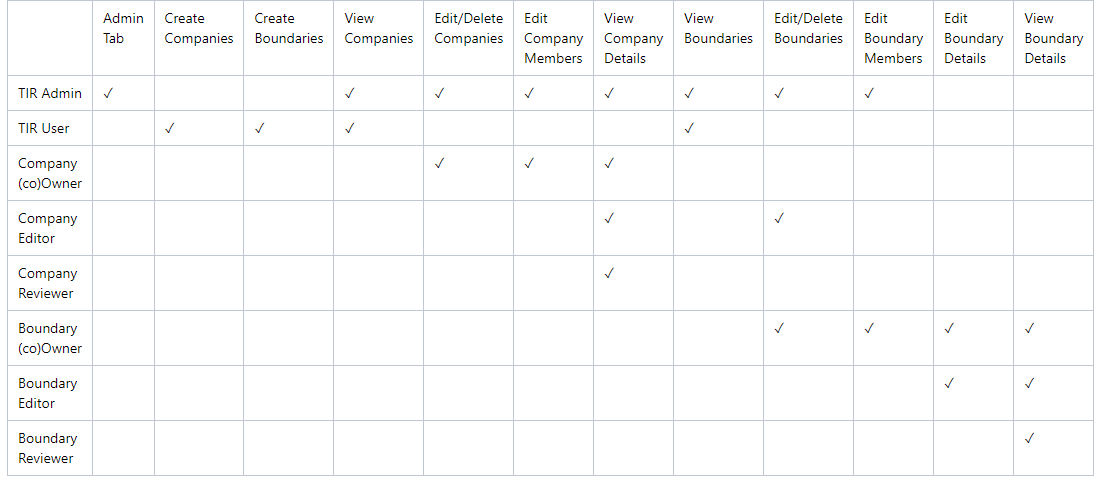 Admin Tab | Create Companies | Create Boundaries | View Companies | Edit/Delete Companies | Edit Company Members | View Company Details | View Boundaries | Edit/Delete Boundaries | Edit Boundary Members | Edit Boundary Details | View Boundary Details
TIR Admin | ✓ | | | ✓ | ✓ | ✓ | ✓ | ✓ | ✓ | ✓ | |
TIR User | | ✓ | ✓ | ✓ | | | | ✓ | | | |
Company (co)Owner | | | | | ✓ | ✓ | ✓ | | | | |
Company Editor | | | | | | | ✓ | | ✓ | | |
Company Reviewer | | | | | | | ✓ | | | | |
Boundary (co)Owner | | | | | | | | | ✓ | ✓ | ✓ | ✓
Boundary Editor | | | | | | | | | | | ✓ | ✓
Boundary Reviewer | | | | | | | | | | | | ✓